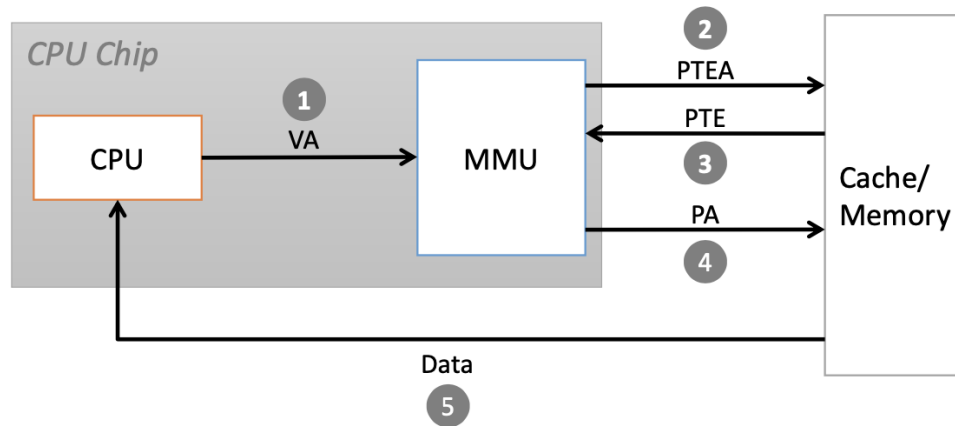 CPU Chip
2
PTEA
1
VA
PTE
CPU
MMU
3
Cache/
Memory
PA
4
Data
5